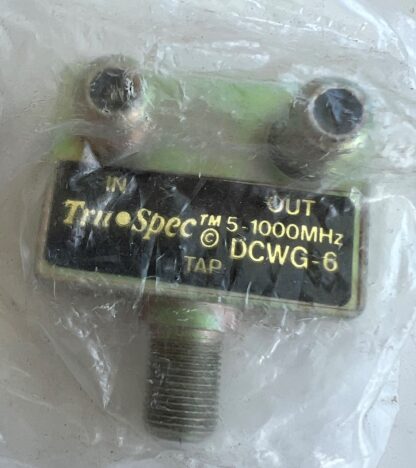 IN OUT
Tru•Spec™ 5-1000MHz
© DCWG-6
TAP